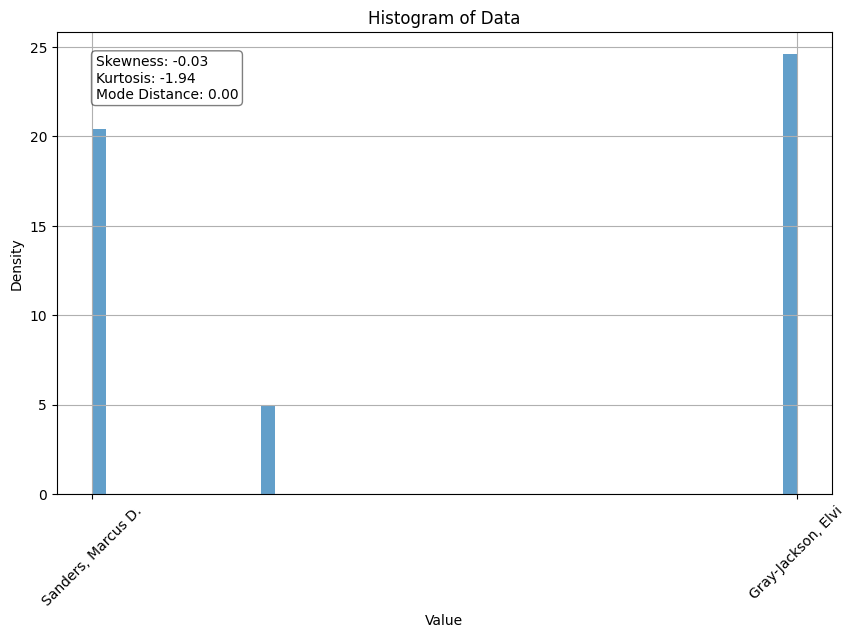 Histogram of Data
25
Skewness: -0.03
Kurtosis: -1.94
Mode Distance: 0.00
20
15
Density
10
5
0
Sanders, Marcus D.
Gray-Jackson, Elvi
Value